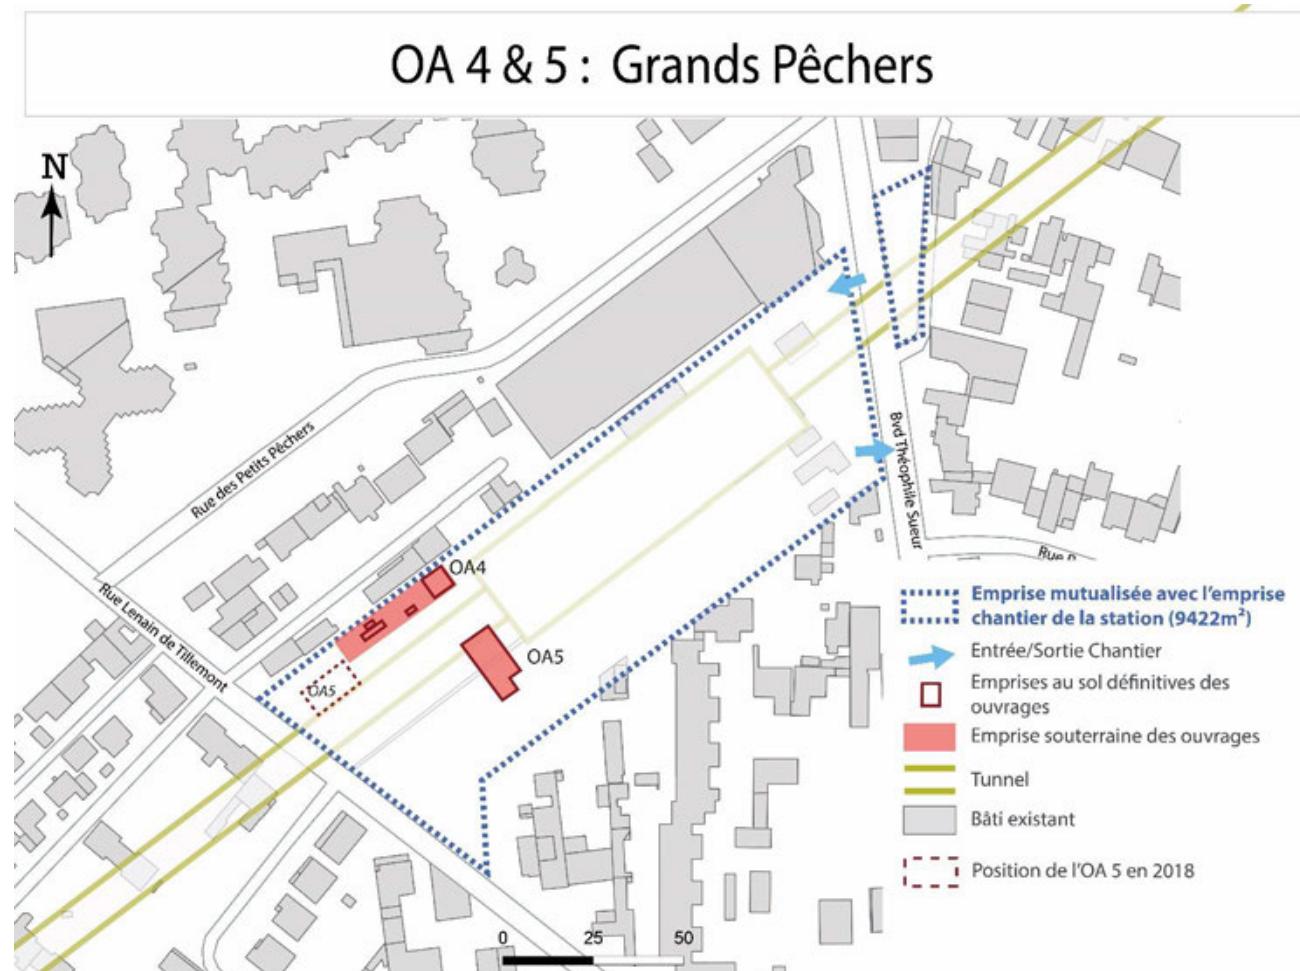 OA 4 & 5 : Grands Pêchers
N
Rue des Petits Pêchers
Bvd Théophile Sueur
Rue
OA4
Rue Lenain de Tillemont
OA5
OA5
Emprise mutualisée avec l'emprise
chantier de la station (9422m²)
Entrée/Sortie Chantier
Emprises au sol définitives des
ouvrages
Emprise souterraine des ouvrages
Tunnel
Bâti existant
Position de l'OA 5 en 2018
0 25 50